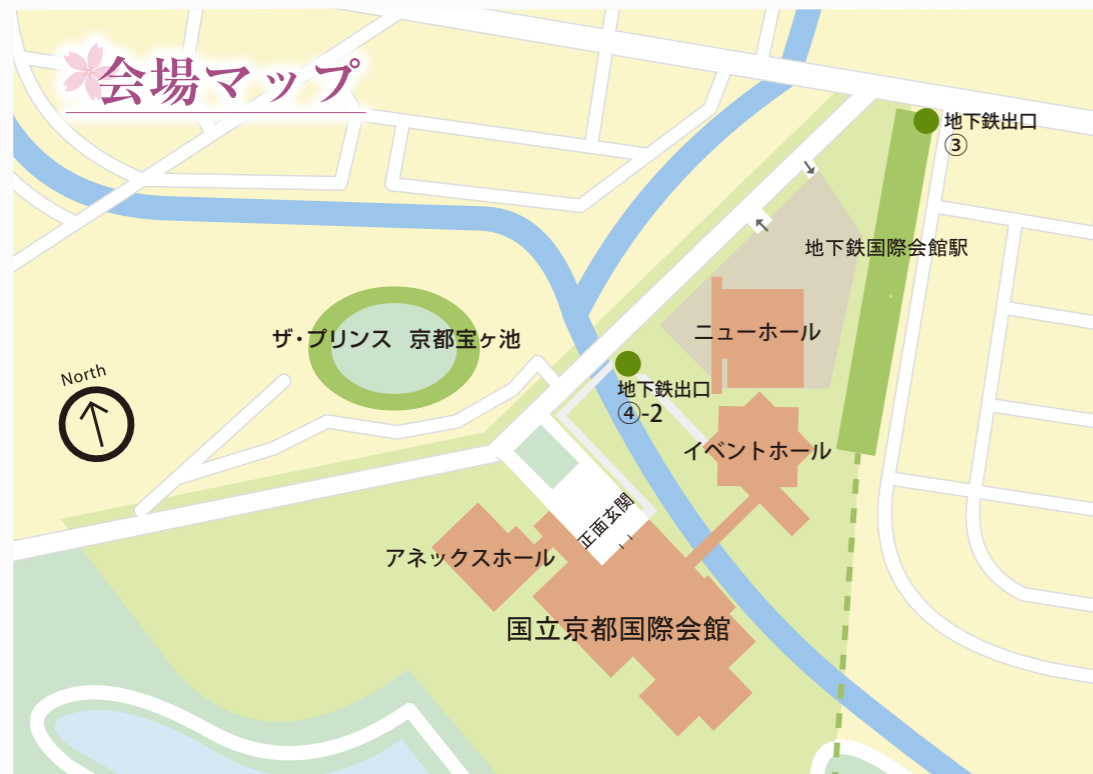 会場マップ
地下鉄出口
③
地下鉄国際会館駅
ニューホール
ザ・プリンス 京都宝ヶ池
North
地下鉄出口
④-2
イベントホール
正面玄関
アネックスホール
国立京都国際会館